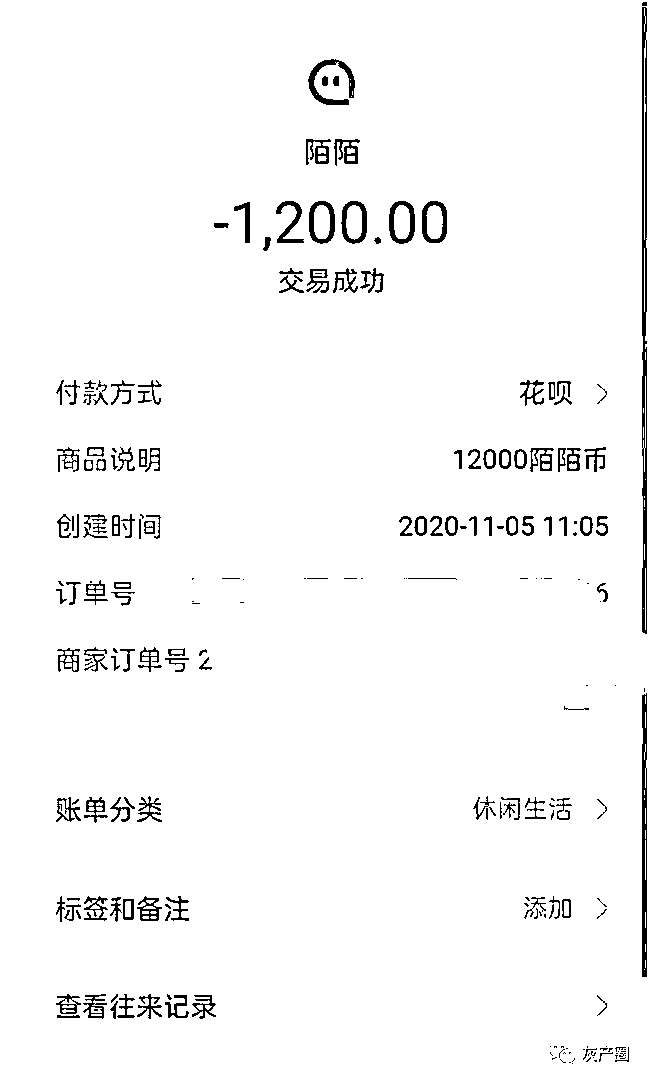 陌陌
-1,200.00
交易成功
付款方式 花呗
商品说明 12000陌陌币
创建时间 2020-11-05 11:05
订单号
商家订单号 2
账单分类 休闲生活
标签和备注 添加
查看往来记录
灰产圈